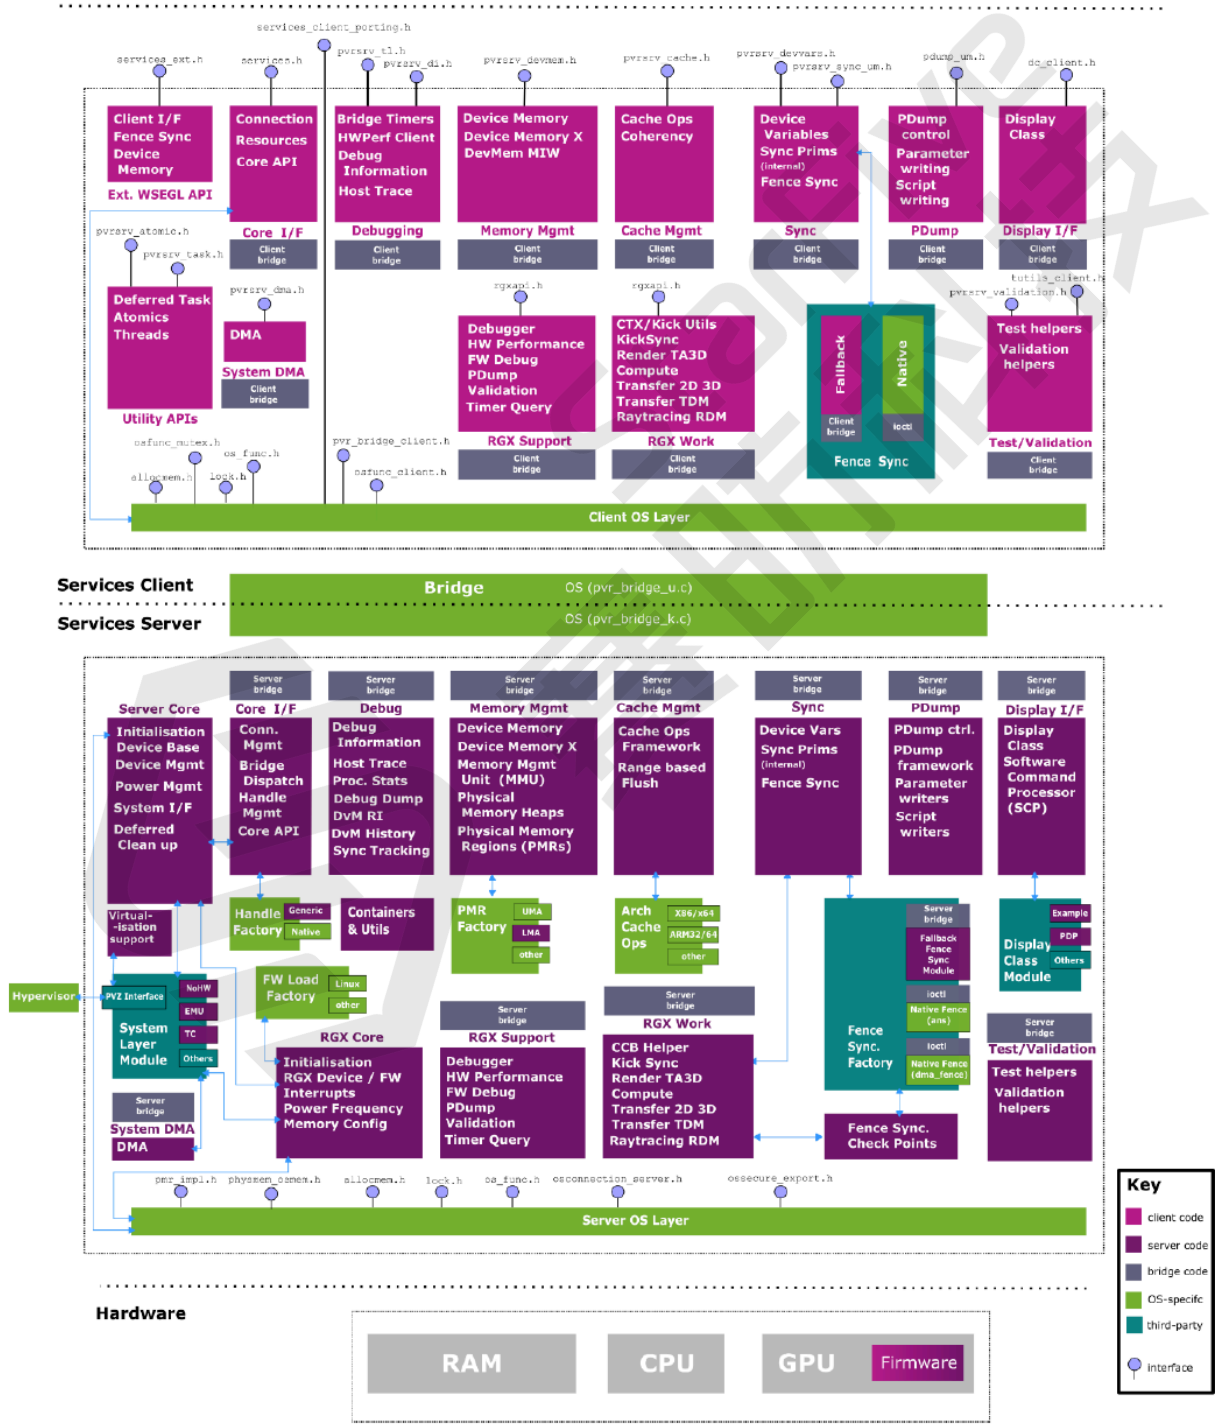 services_client_porting.h
services_ext.h
services.h
pvrsrv_tl.h
pvrsrv_di.h
pvrsrv_devmem.h
pvrsrv_cache.h
pvrsrv_devvars.h
pvrsrv_sync_um.h
pdump_um.h
dc_client.h
Client I/F
Fence Sync
Device
Memory
Ext. WSEGL API
Connection
Resources
Core API
Core I/F
Client
bridge
Bridge Timers
HWPerf Client
Debug
Information
Host Trace
Debugging
Client
bridge
Device Memory
Device Memory X
DevMem MIW
Memory Mgmt
Client
bridge
Cache Ops
Coherency
Cache Mgmt
Client
bridge
Device
Variables
Sync Prims
(internal)
Fence Sync
Sync
Client
bridge
PDump
control
Parameter
writing
Script
writing
PDump
Client
bridge
Display
Class
Display I/F
Client
bridge
pvrsrv_atomic.h
pvrsrv_task.h
Deferred Task
Atomics
Threads
Utility APIs
pvrsrv_dma.h
DMA
System DMA
Client
bridge
rgxapi.h
Debugger
HW Performance
FW Debug
PDump
Validation
Timer Query
RGX Support
Client
bridge
rgxapi.h
CTX/Kick Utils
KickSync
Render TA3D
Compute
Transfer 2D 3D
Transfer TDM
Raytracing RDM
RGX Work
Client
bridge
Fallback
Native
Client
bridge
ioctl
Fence Sync
tutils_client.h
pvrsrv_validation.h
Test helpers
Validation
helpers
Test/Validation
Client
bridge
osfunc_mutex.h
os_func.h
allocmem.h
lock.h
pvr_bridge_client.h
osfunc_client.h
Client OS Layer
Services Client
Bridge
OS (pvr_bridge_u.c)
Services Server
OS (pvr_bridge_k.c)
Server Core
Initialisation
Device Base
Device Mgmt
Power Mgmt
System I/F
Deferred
Clean up
Server
bridge
Core I/F
Conn.
Mgmt
Bridge
Dispatch
Handle
Mgmt
Core API
Server
bridge
Debug
Debug
Information
Host Trace
Proc. Stats
Debug Dump
DvM RI
DvM History
Sync Tracking
Server
bridge
Memory Mgmt
Device Memory
Device Memory X
Memory Mgmt
Unit (MMU)
Physical
Memory Heaps
Physical Memory
Regions (PMRs)
Server
bridge
Cache Mgmt
Cache Ops
Framework
Range based
Flush
Server
bridge
Sync
Device Vars
Sync Prims
(internal)
Fence Sync
Server
bridge
PDump
PDump ctrl.
PDump
framework
Parameter
writers
Script
writers
Server
bridge
Display I/F
Display
Class
Software
Command
Processor
(SCP)
Virtual-
-isation
support
Handle
Factory
Generic
Native
Containers
& Utils
PMR
Factory
UMA
LMA
other
Arch
Cache
Ops
X86/x64
ARM32/64
other
Server
bridge
Fallback
Fence
Sync
Module
ioctl
Native Fence
(ans)
ioctl
Native Fence
(dma_fence)
Fence
Sync.
Factory
Example
PDP
Others
Display
Class
Module
Hypervisor
PVZ Interface
System
Layer
Module
NoHW
EMU
TC
Others
FW Load
Factory
Linux
other
RGX Core
Initialisation
RGX Device / FW
Interrupts
Power Frequency
Memory Config
Server
bridge
RGX Support
Debugger
HW Performance
FW Debug
PDump
Validation
Timer Query
Server
bridge
RGX Work
CCB Helper
Kick Sync
Render TA3D
Compute
Transfer 2D 3D
Transfer TDM
Raytracing RDM
Fence Sync.
Check Points
Server
bridge
Test/Validation
Test helpers
Validation
helpers
Server
bridge
System DMA
DMA
pmr_impl.h
physmem_osmem.h
allocmem.h
lock.h
os_func.h
osconnection_server.h
ossecure_export.h
Server OS Layer
Hardware
RAM
CPU
GPU
Firmware
Key
client code
server code
bridge code
OS-specifc
third-party
interface
StarFive
昉科技